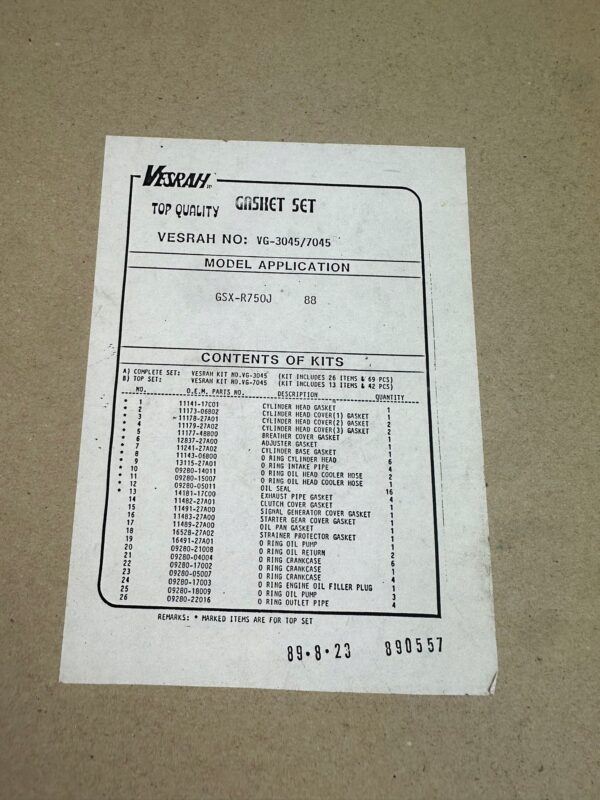 VESRAH
TOP QUALITY GASKET SET
VESRAH NO: VG-3045/7045
MODEL APPLICATION
GSX-R750J 88
CONTENTS OF KITS
A) COMPLETE SET: VESRAH KIT NO.VG-3045 (KIT INCLUDES 26 ITEMS & 69 PCS)
B) TOP SET: VESRAH KIT NO.VG-7045 (KIT INCLUDES 13 ITEMS & 42 PCS)
NO. O.E.M. PARTS NO. DESCRIPTION QUANTITY
* 1 11141-17C01 CYLINDER HEAD GASKET 1
* 2 11173-06B02 CYLINDER HEAD COVER(1) GASKET 1
* 3 11178-27A01 CYLINDER HEAD COVER(2) GASKET 2
* 4 11179-27A02 CYLINDER HEAD COVER(3) GASKET 2
* 5 11177-48B00 BREATHER COVER GASKET 1
* 6 12837-27A00 ADJUSTER GASKET 1
* 7 11241-27A02 CYLINDER BASE GASKET 1
* 8 11143-06B00 O RING CYLINDER HEAD 6
* 9 13115-27A01 O RING INTAKE PIPE 4
* 10 09280-14011 O RING OIL HEAD COOLER HOSE 2
* 11 09280-15007 O RING OIL HEAD COOLER HOSE 1
* 12 09280-05011 OIL SEAL 16
* 13 14181-17C00 EXHAUST PIPE GASKET 4
14 11482-27A01 CLUTCH COVER GASKET 1
15 11491-27A00 SIGNAL GENERATOR COVER GASKET 1
16 11483-27A00 STARTER GEAR COVER GASKET 1
17 11489-27A00 OIL PAN GASKET 1
18 16528-27A02 STRAINER PROTECTOR GASKET 1
19 16491-27A01 O RING OIL PUMP 1
20 09280-21008 O RING OIL RETURN 2
21 09280-04004 O RING CRANKCASE 6
22 09280-17002 O RING CRANKCASE 1
23 09280-05007 O RING CRANKCASE 4
24 09280-17003 O RING ENGINE OIL FILLER PLUG 1
25 09280-18009 O RING OIL PUMP 3
26 09280-22016 O RING OUTLET PIPE 4
REMARKS: * MARKED ITEMS ARE FOR TOP SET
89·8·23 890557